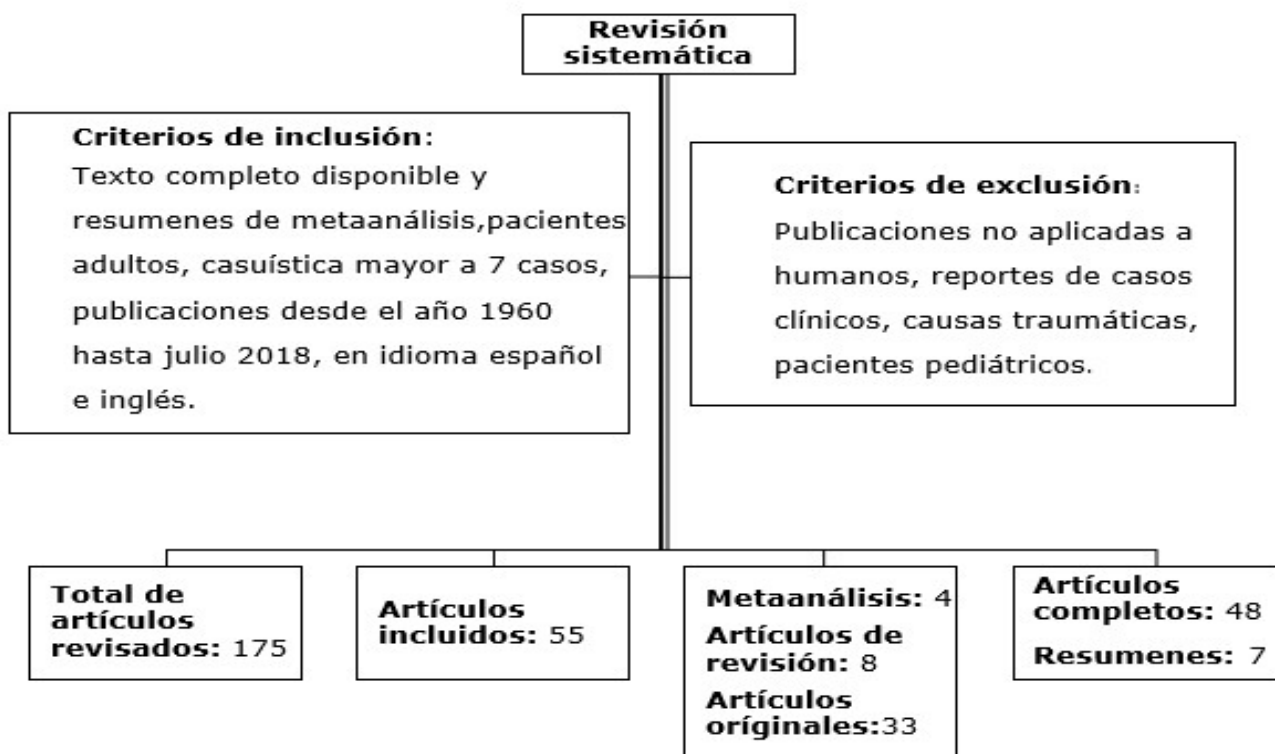 Revisión
sistemática
Criterios de inclusión:
Texto completo disponible y
resumenes de metaanálisis,pacientes
adultos, casuística mayor a 7 casos,
publicaciones desde el año 1960
hasta julio 2018, en idioma español
e inglés.
Criterios de exclusión:
Publicaciones no aplicadas a
humanos, reportes de casos
clínicos, causas traumáticas,
pacientes pediátricos.
Total de
artículos
revisados: 175
Artículos
incluidos: 55
Metaanálisis: 4
Artículos de
revisión: 8
Artículos
oríginales:33
Artículos
completos: 48
Resumenes: 7